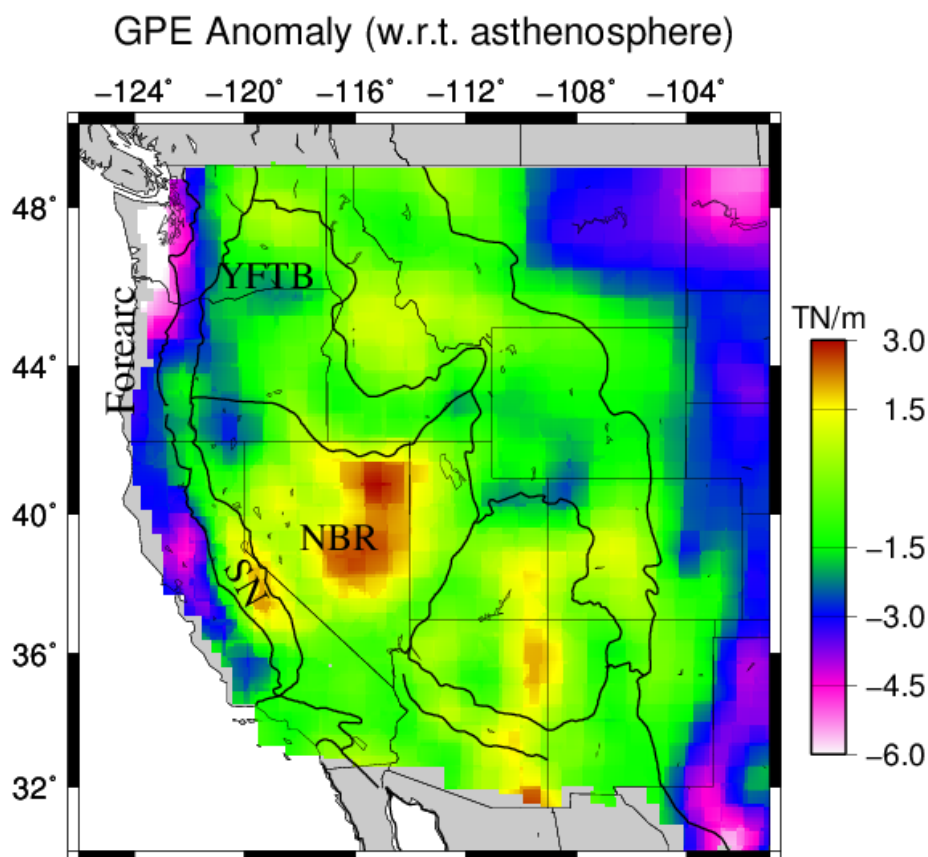 GPE Anomaly (w.r.t. asthenosphere)
−124° −120° −116° −112° −108° −104°
48°
44°
40°
36°
32°
YFTB
Forearc
NBR
SN
TN/m
3.0
1.5
−1.5
−3.0
−4.5
−6.0